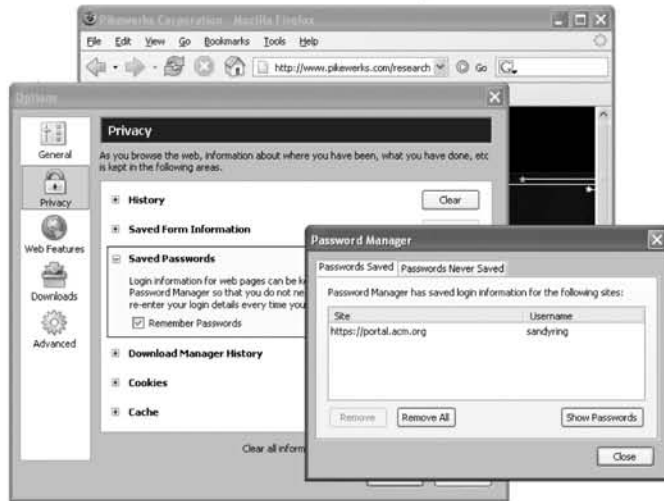 Pikewerks Corporation - Mozilla Firefox
File Edit View Go Bookmarks Tools Help
http://www.pikewerks.com/research Go G
Options
General
Privacy
Web Features
Downloads
Advanced
Privacy
As you browse the web, information about where you have been, what you have done, etc
is kept in the following areas.
History Clear
Saved Form Information
Saved Passwords
Login information for web pages can be k
Password Manager so that you do not ne
re-enter your login details every time you
Remember Passwords
Download Manager History
Cookies
Cache
Clear all inform
Password Manager
Passwords Saved Passwords Never Saved
Password Manager has saved login information for the following sites:
Site Username
https://portal.acm.org sandyring
Remove Remove All Show Passwords
Close